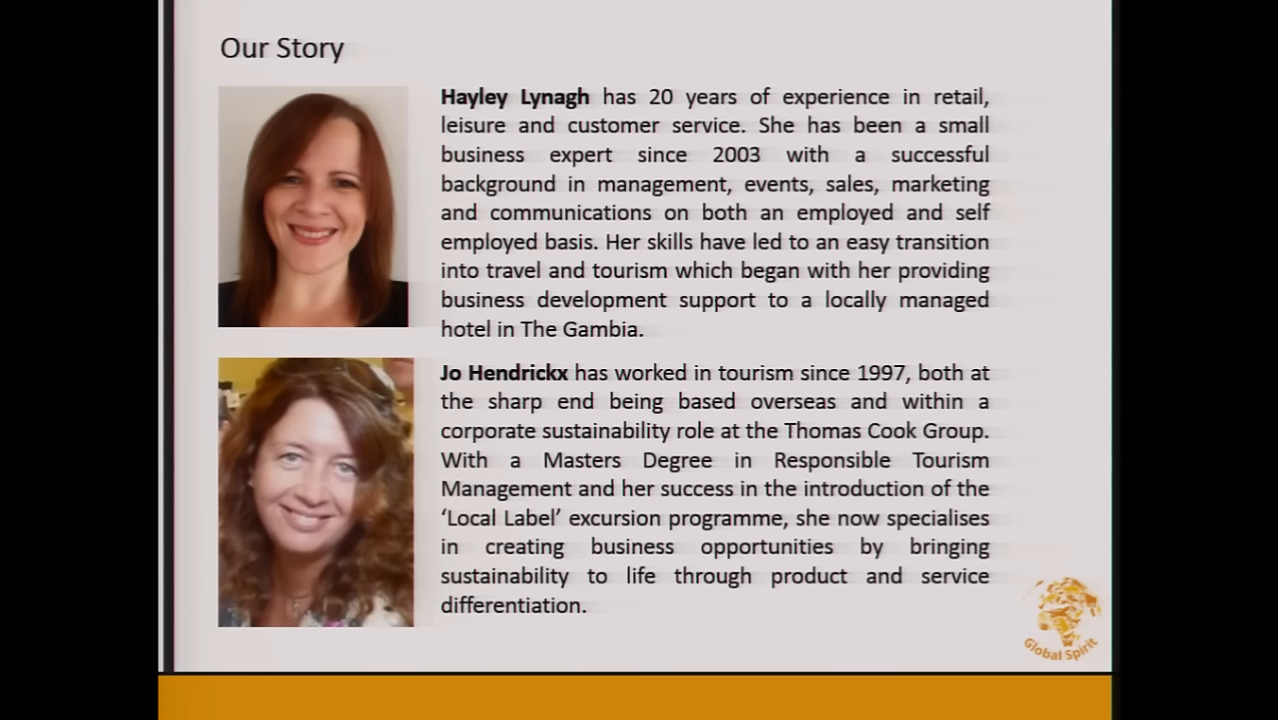 Our Story
Hayley Lynagh has 20 years of experience in retail,
leisure and customer service. She has been a small
business expert since 2003 with a successful
background in management, events, sales, marketing
and communications on both an employed and self
employed basis. Her skills have led to an easy transition
into travel and tourism which began with her providing
business development support to a locally managed
hotel in The Gambia.
Jo Hendrickx has worked in tourism since 1997, both at
the sharp end being based overseas and within a
corporate sustainability role at the Thomas Cook Group.
With a Masters Degree in Responsible Tourism
Management and her success in the introduction of the
‘Local Label’ excursion programme, she now specialises
in creating business opportunities by bringing
sustainability to life through product and service
differentiation.
Global Spirit